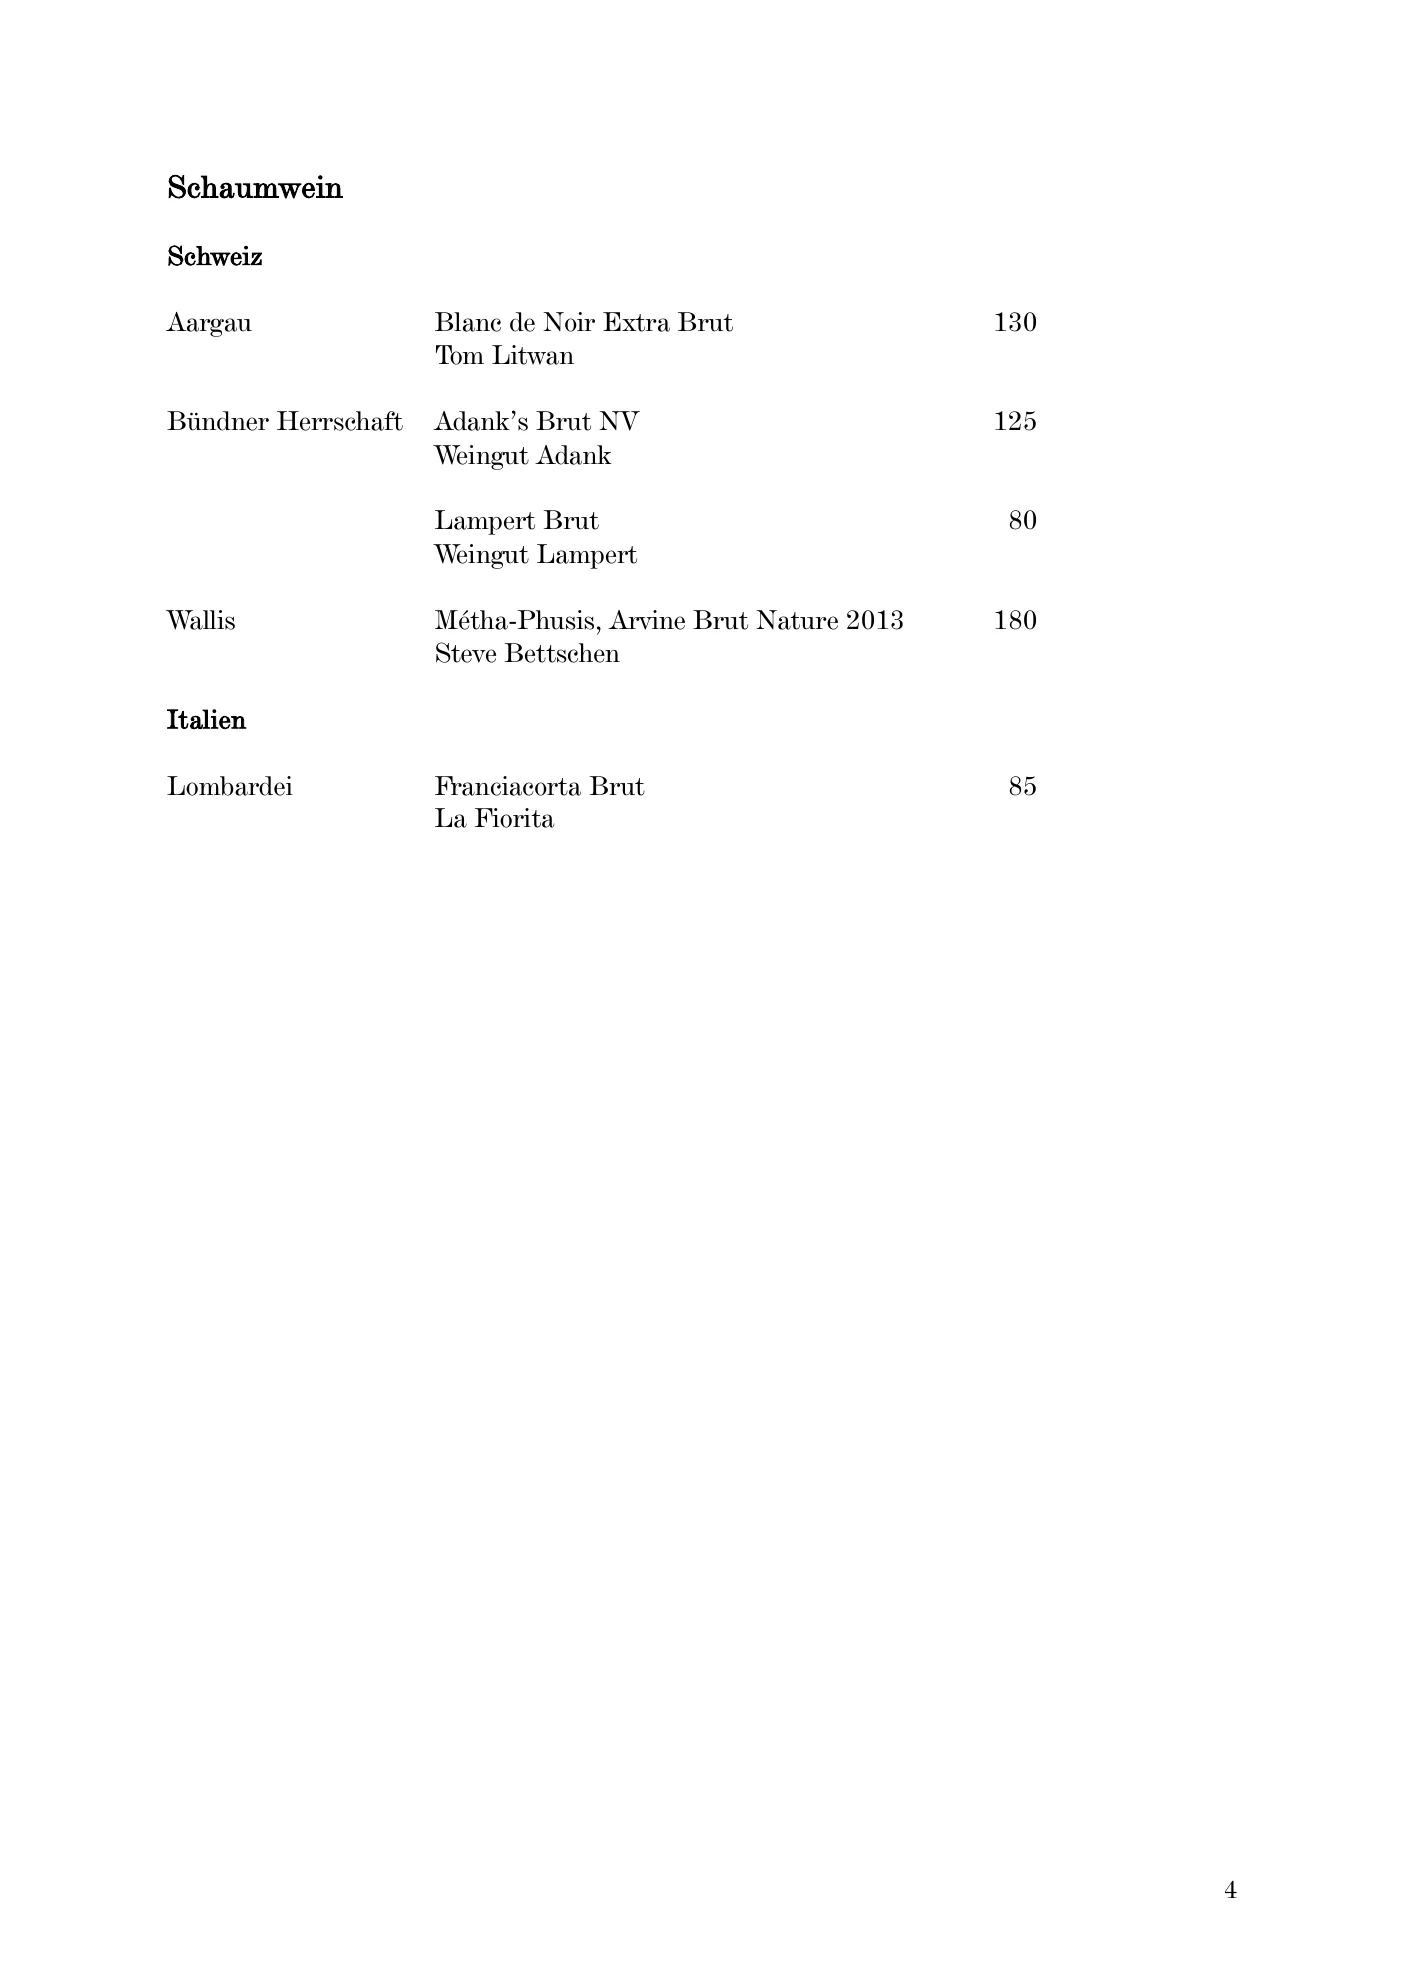 Schaumwein
Schweiz
Aargau Blanc de Noir Extra Brut 130
Tom Litwan
Bündner Herrschaft Adank's Brut NV 125
Weingut Adank
Lampert Brut 80
Weingut Lampert
Wallis Métha-Phusis, Arvine Brut Nature 2013 180
Steve Bettschen
Italien
Lombardei Franciacorta Brut 85
La Fiorita
4